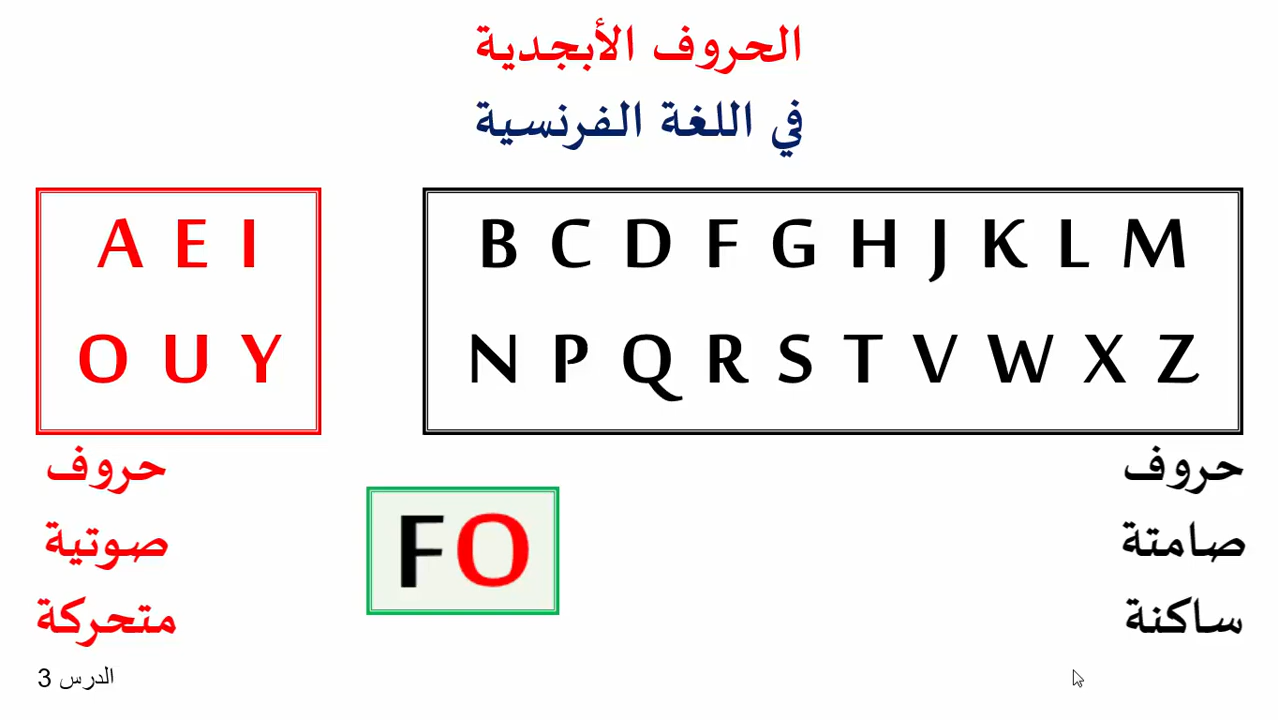 الحروف الأبجدية
في اللغة الفرنسية
A E I
O U Y
B C D F G H J K L M
N P Q R S T V W X Z
حروف
صوتية
متحركة
حروف
صامتة
ساكنة
FO
الدرس 3